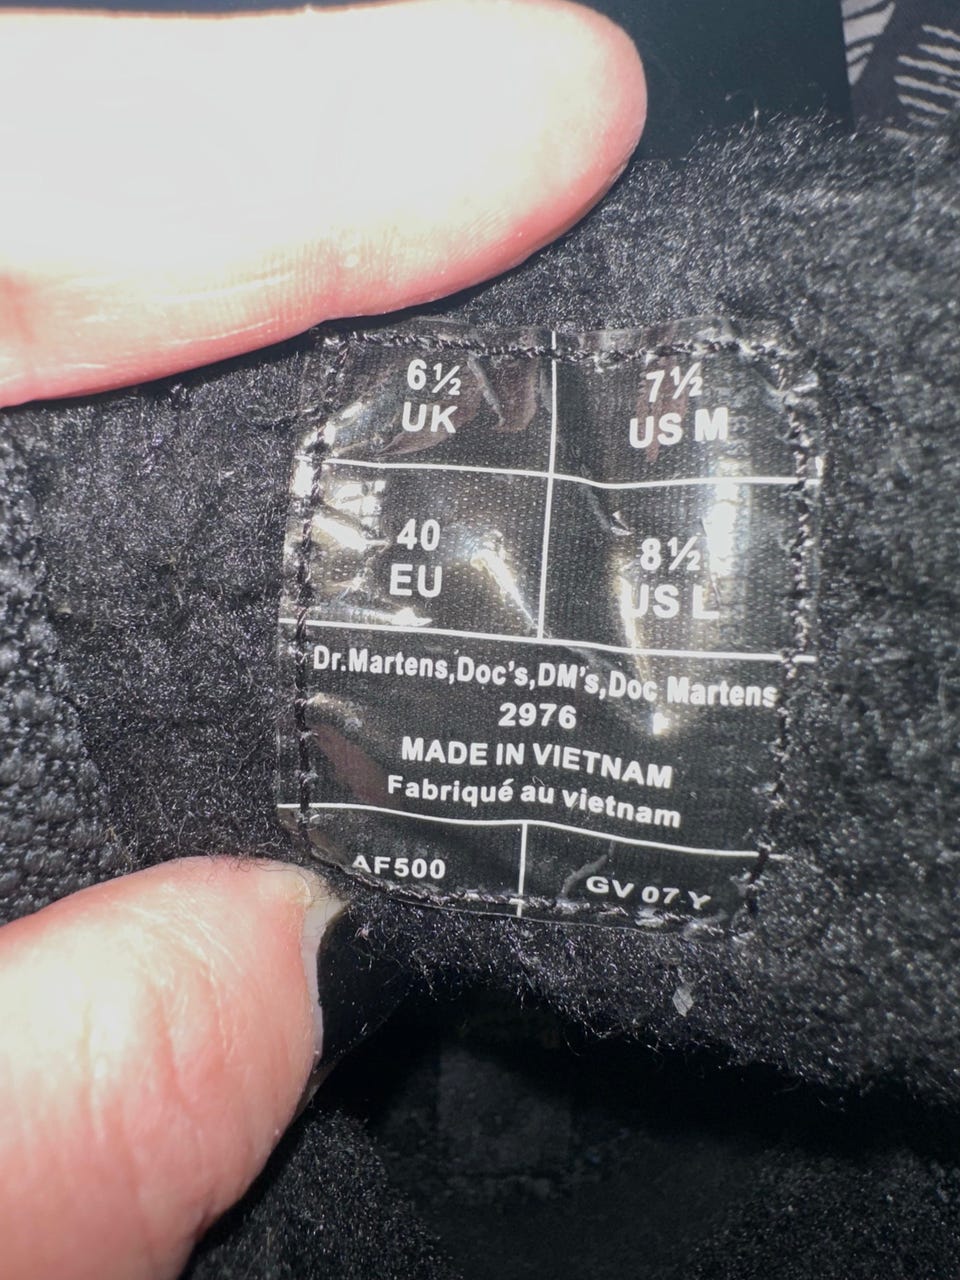 6½
UK
7½
US M
40
EU
8½
US L
Dr.Martens,Doc's,DM's,Doc Martens
2976
MADE IN VIETNAM
Fabriqué au vietnam
AF500
GV 07 Y